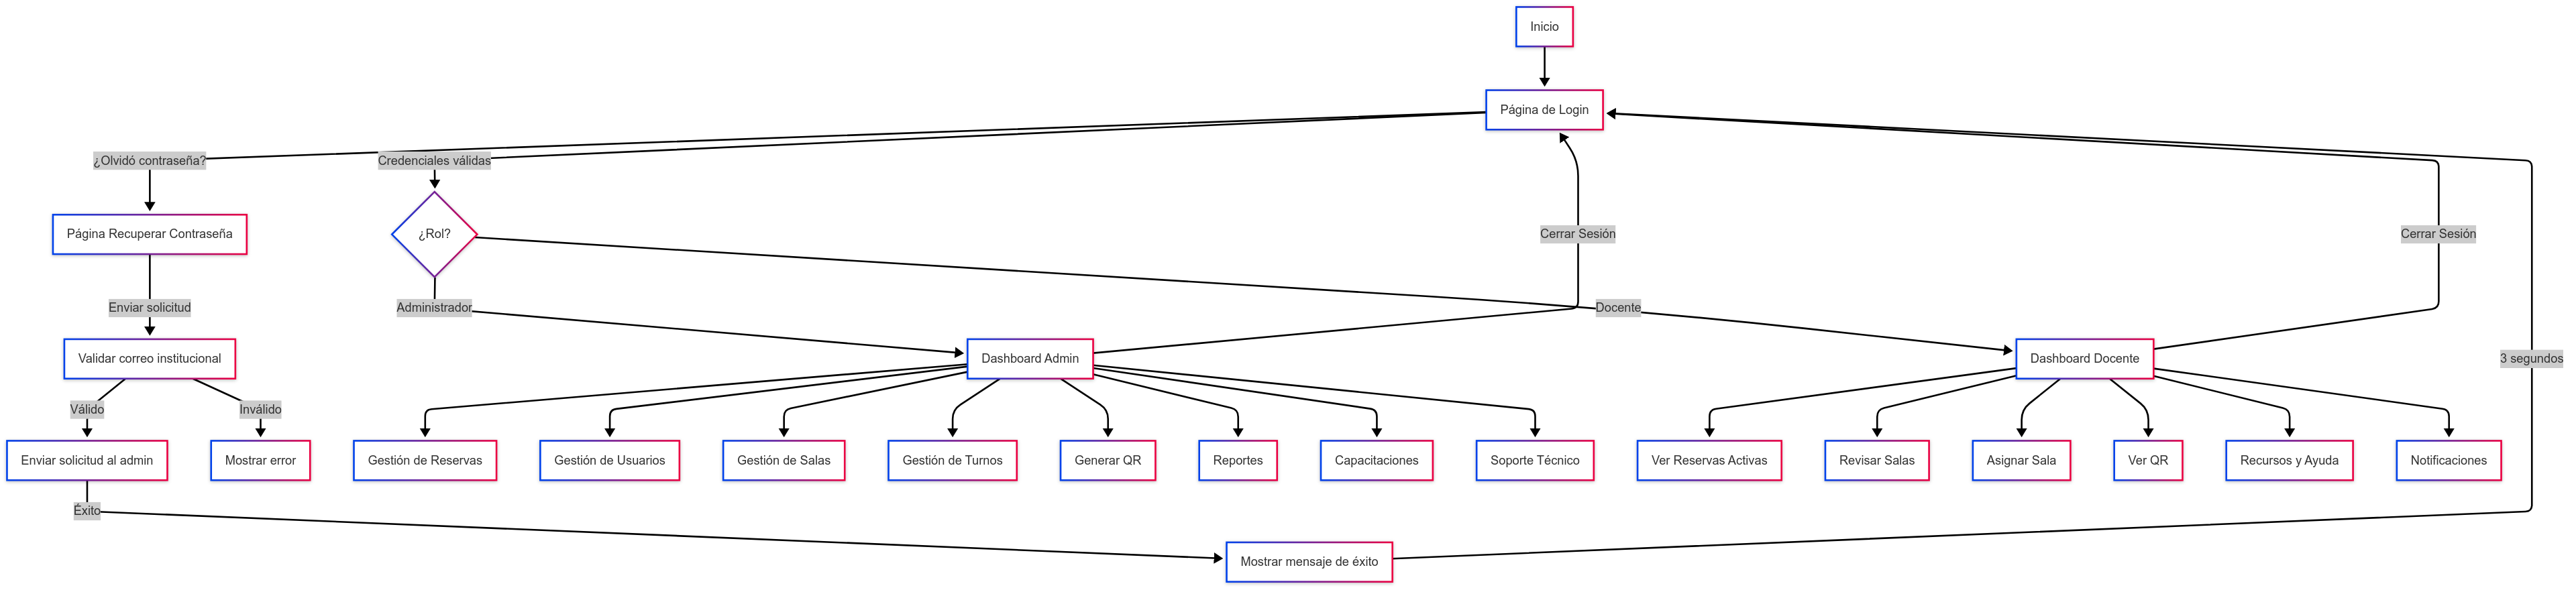 Inicio
Página de Login
¿Olvidó contraseña?
Credenciales válidas
Página Recuperar Contraseña
¿Rol?
Cerrar Sesión
Cerrar Sesión
Enviar solicitud
Administrador
Docente
Validar correo institucional
Dashboard Admin
Dashboard Docente
3 segundos
Válido
Inválido
Enviar solicitud al admin
Mostrar error
Gestión de Reservas
Gestión de Usuarios
Gestión de Salas
Gestión de Turnos
Generar QR
Reportes
Capacitaciones
Soporte Técnico
Ver Reservas Activas
Revisar Salas
Asignar Sala
Ver QR
Recursos y Ayuda
Notificaciones
Éxito
Mostrar mensaje de éxito